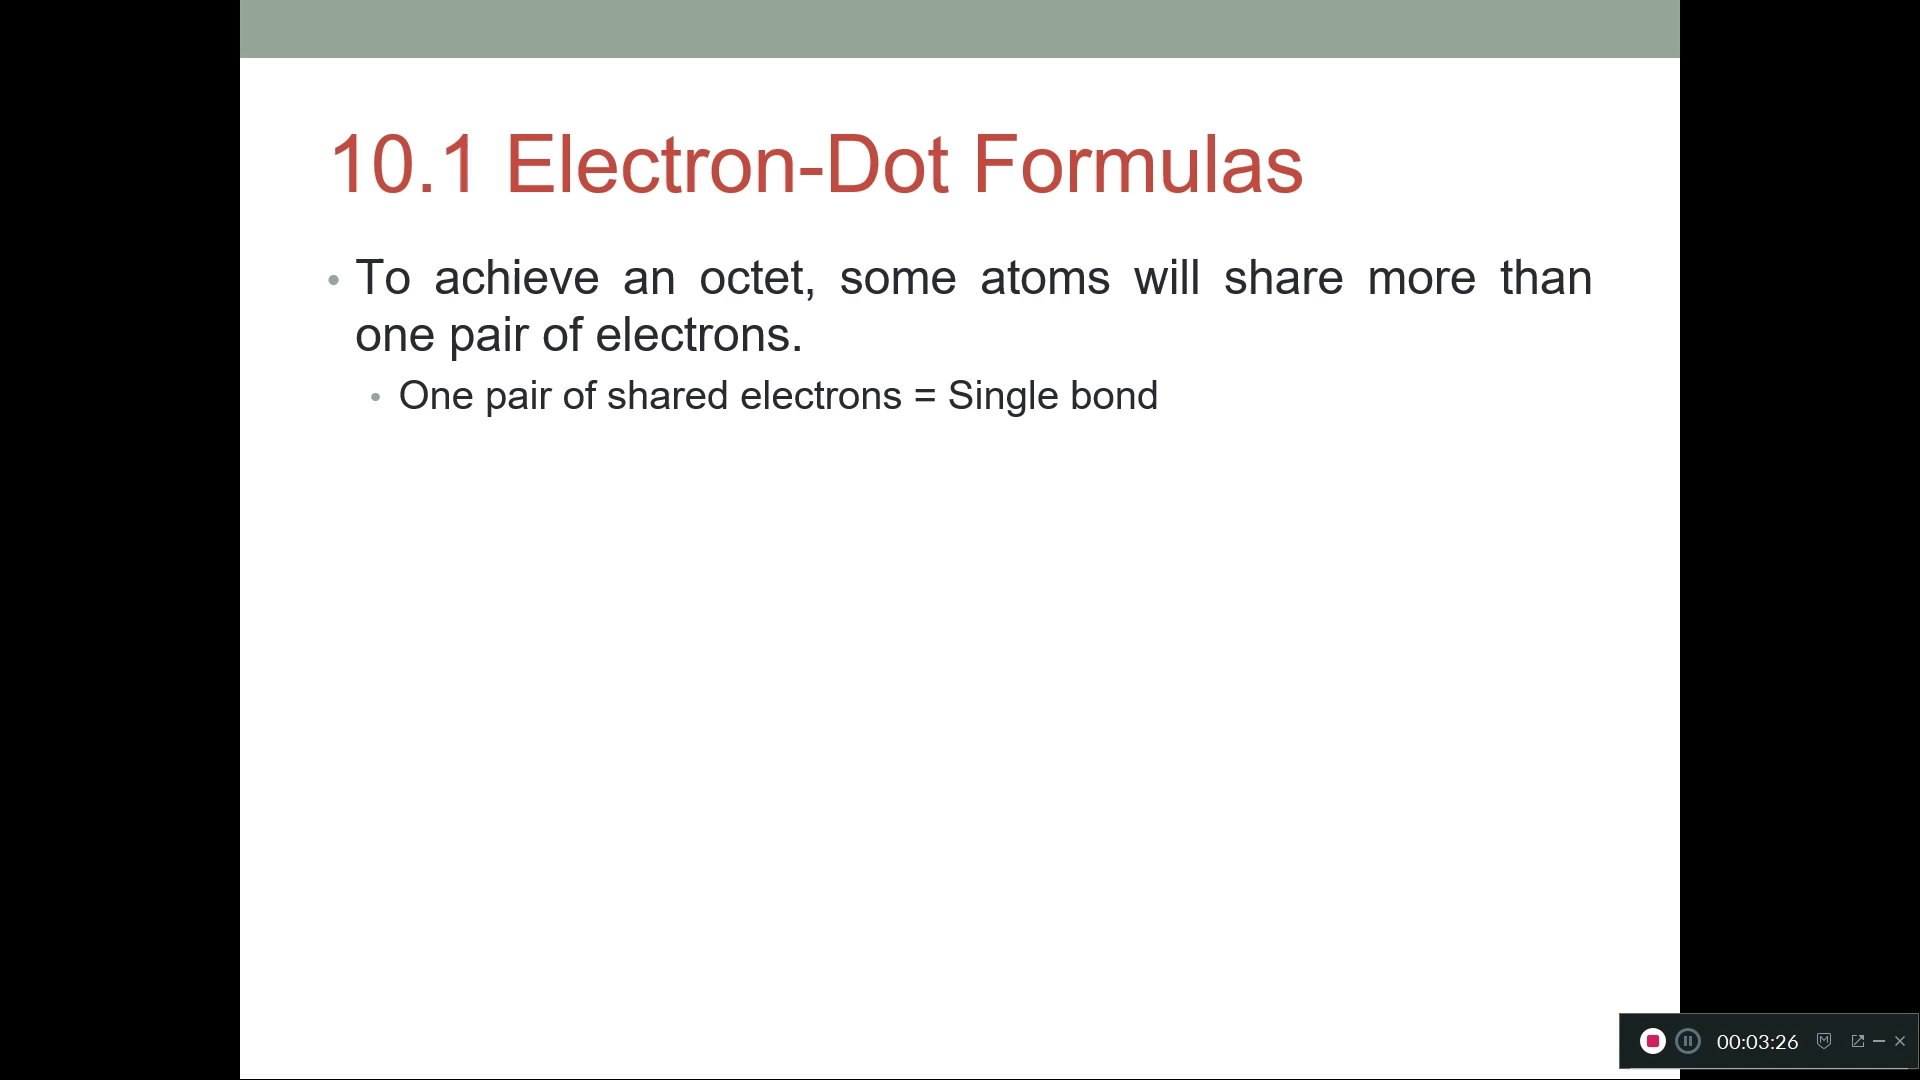 10.1 Electron-Dot Formulas
• To achieve an octet, some atoms will share more than
one pair of electrons.
• One pair of shared electrons = Single bond
00:03:26